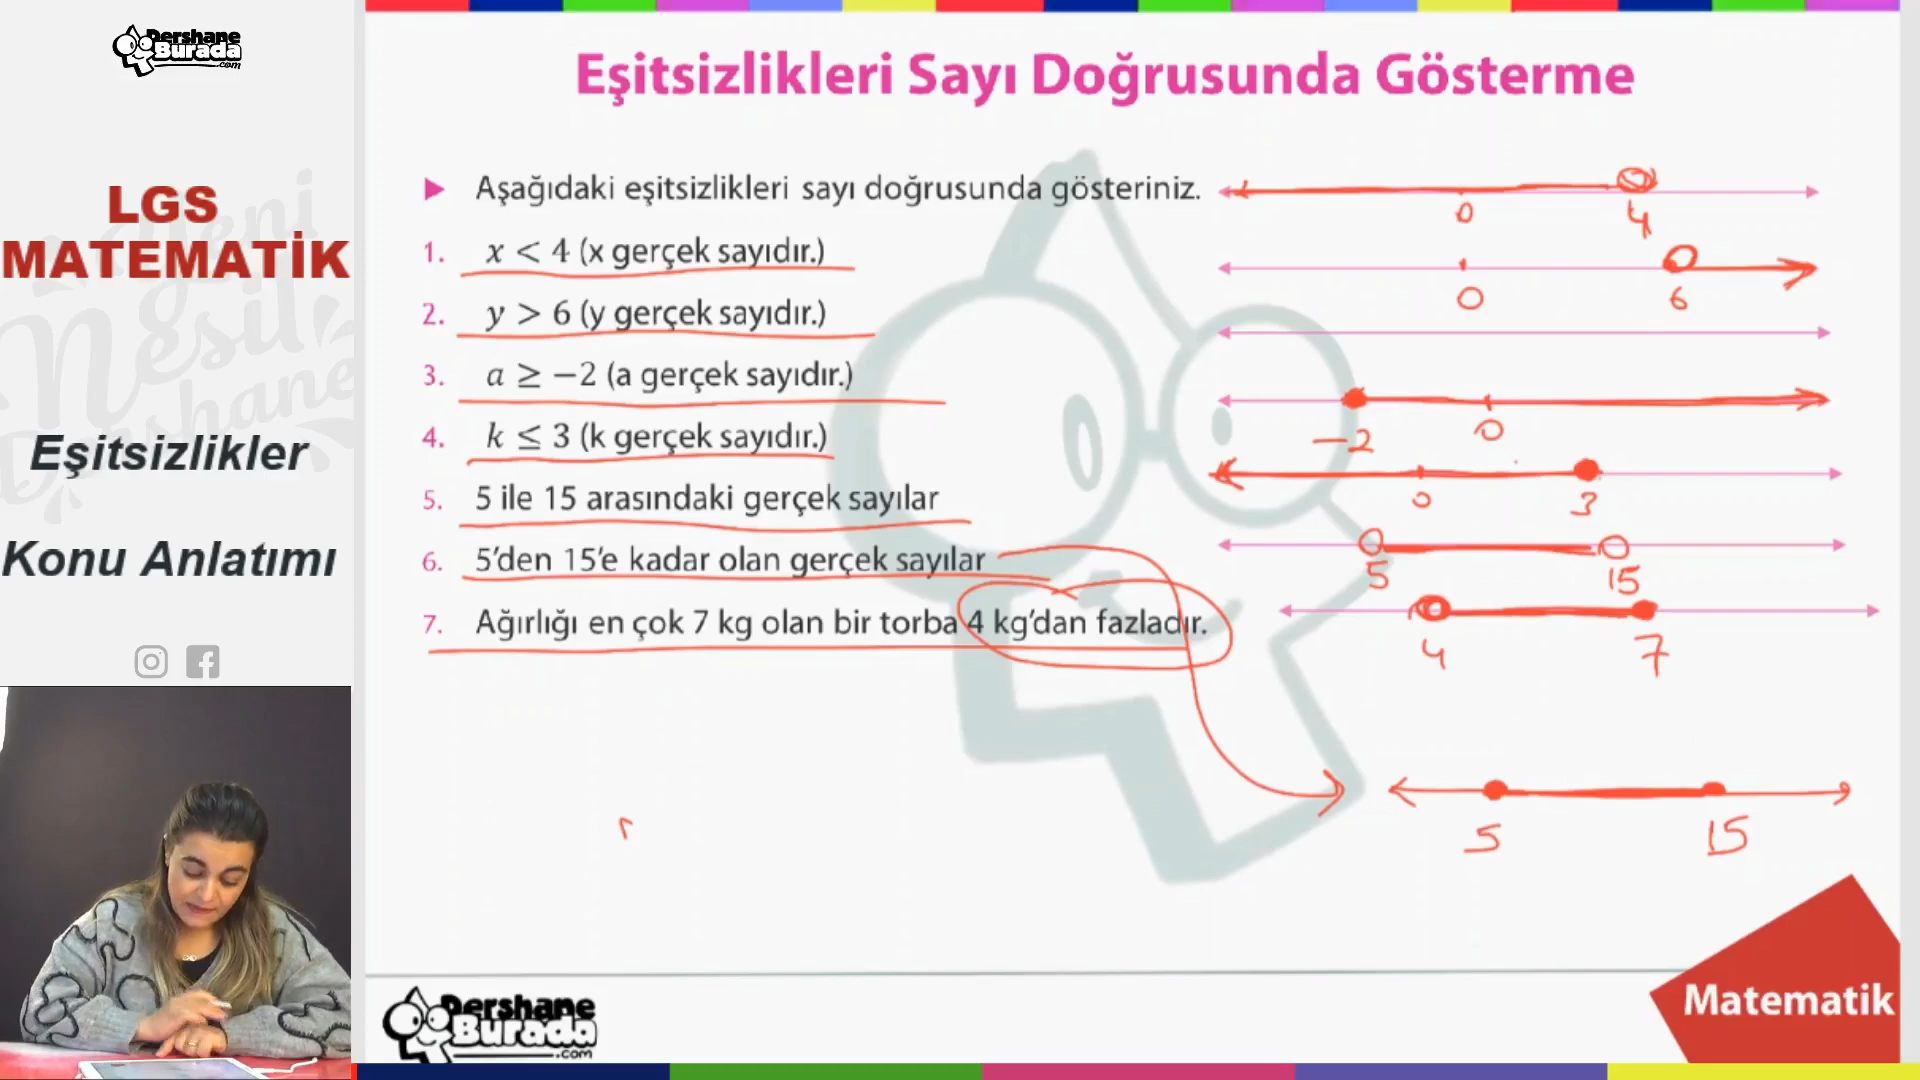 Dershane
Burada
.com
LGS
MATEMATİK
Yeni
Nesil
Dershane
Eşitsizlikler
Konu Anlatımı
Eşitsizlikleri Sayı Doğrusunda Gösterme
Aşağıdaki eşitsizlikleri sayı doğrusunda gösteriniz.
1. x < 4 (x gerçek sayıdır.)
2. y > 6 (y gerçek sayıdır.)
3. a ≥ −2 (a gerçek sayıdır.)
4. k ≤ 3 (k gerçek sayıdır.)
5. 5 ile 15 arasındaki gerçek sayılar
6. 5'den 15'e kadar olan gerçek sayılar
7. Ağırlığı en çok 7 kg olan bir torba 4 kg'dan fazladır.
0 4
0 6
−2 0
0 3
5 15
4 7
5 15
Dershane
Burada
.com
Matematik